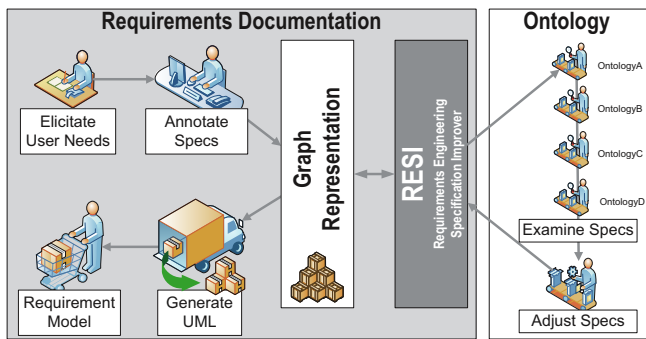 Requirements Documentation
Elicitate
User Needs
Annotate
Specs
Graph
Representation
RESI
Requirements Engineering
Specification Improver
Requirement
Model
Generate
UML
Ontology
OntologyA
OntologyB
OntologyC
OntologyD
Examine Specs
Adjust Specs